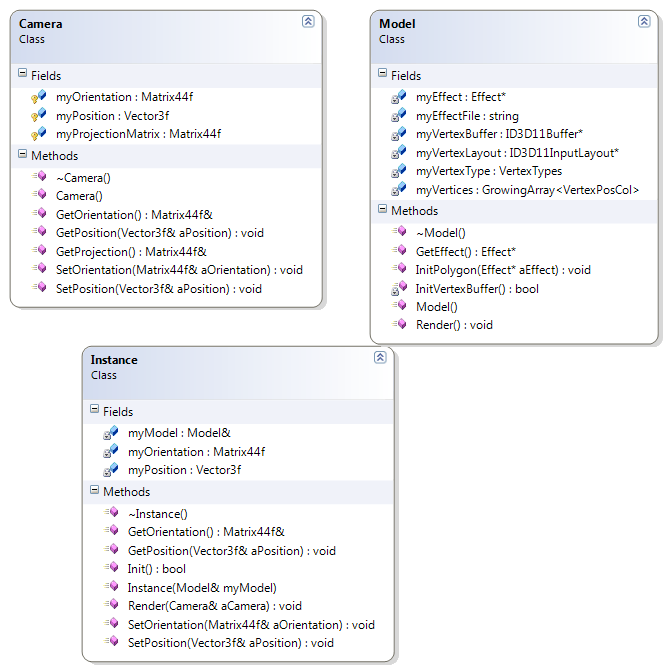 Camera
Class
Fields
myOrientation : Matrix44f
myPosition : Vector3f
myProjectionMatrix : Matrix44f
Methods
~Camera()
Camera()
GetOrientation() : Matrix44f&
GetPosition(Vector3f& aPosition) : void
GetProjection() : Matrix44f&
SetOrientation(Matrix44f& aOrientation) : void
SetPosition(Vector3f& aPosition) : void
Model
Class
Fields
myEffect : Effect*
myEffectFile : string
myVertexBuffer : ID3D11Buffer*
myVertexLayout : ID3D11InputLayout*
myVertexType : VertexTypes
myVertices : GrowingArray<VertexPosCol>
Methods
~Model()
GetEffect() : Effect*
InitPolygon(Effect* aEffect) : void
InitVertexBuffer() : bool
Model()
Render() : void
Instance
Class
Fields
myModel : Model&
myOrientation : Matrix44f
myPosition : Vector3f
Methods
~Instance()
GetOrientation() : Matrix44f&
GetPosition(Vector3f& aPosition) : void
Init() : bool
Instance(Model& myModel)
Render(Camera& aCamera) : void
SetOrientation(Matrix44f& aOrientation) : void
SetPosition(Vector3f& aPosition) : void